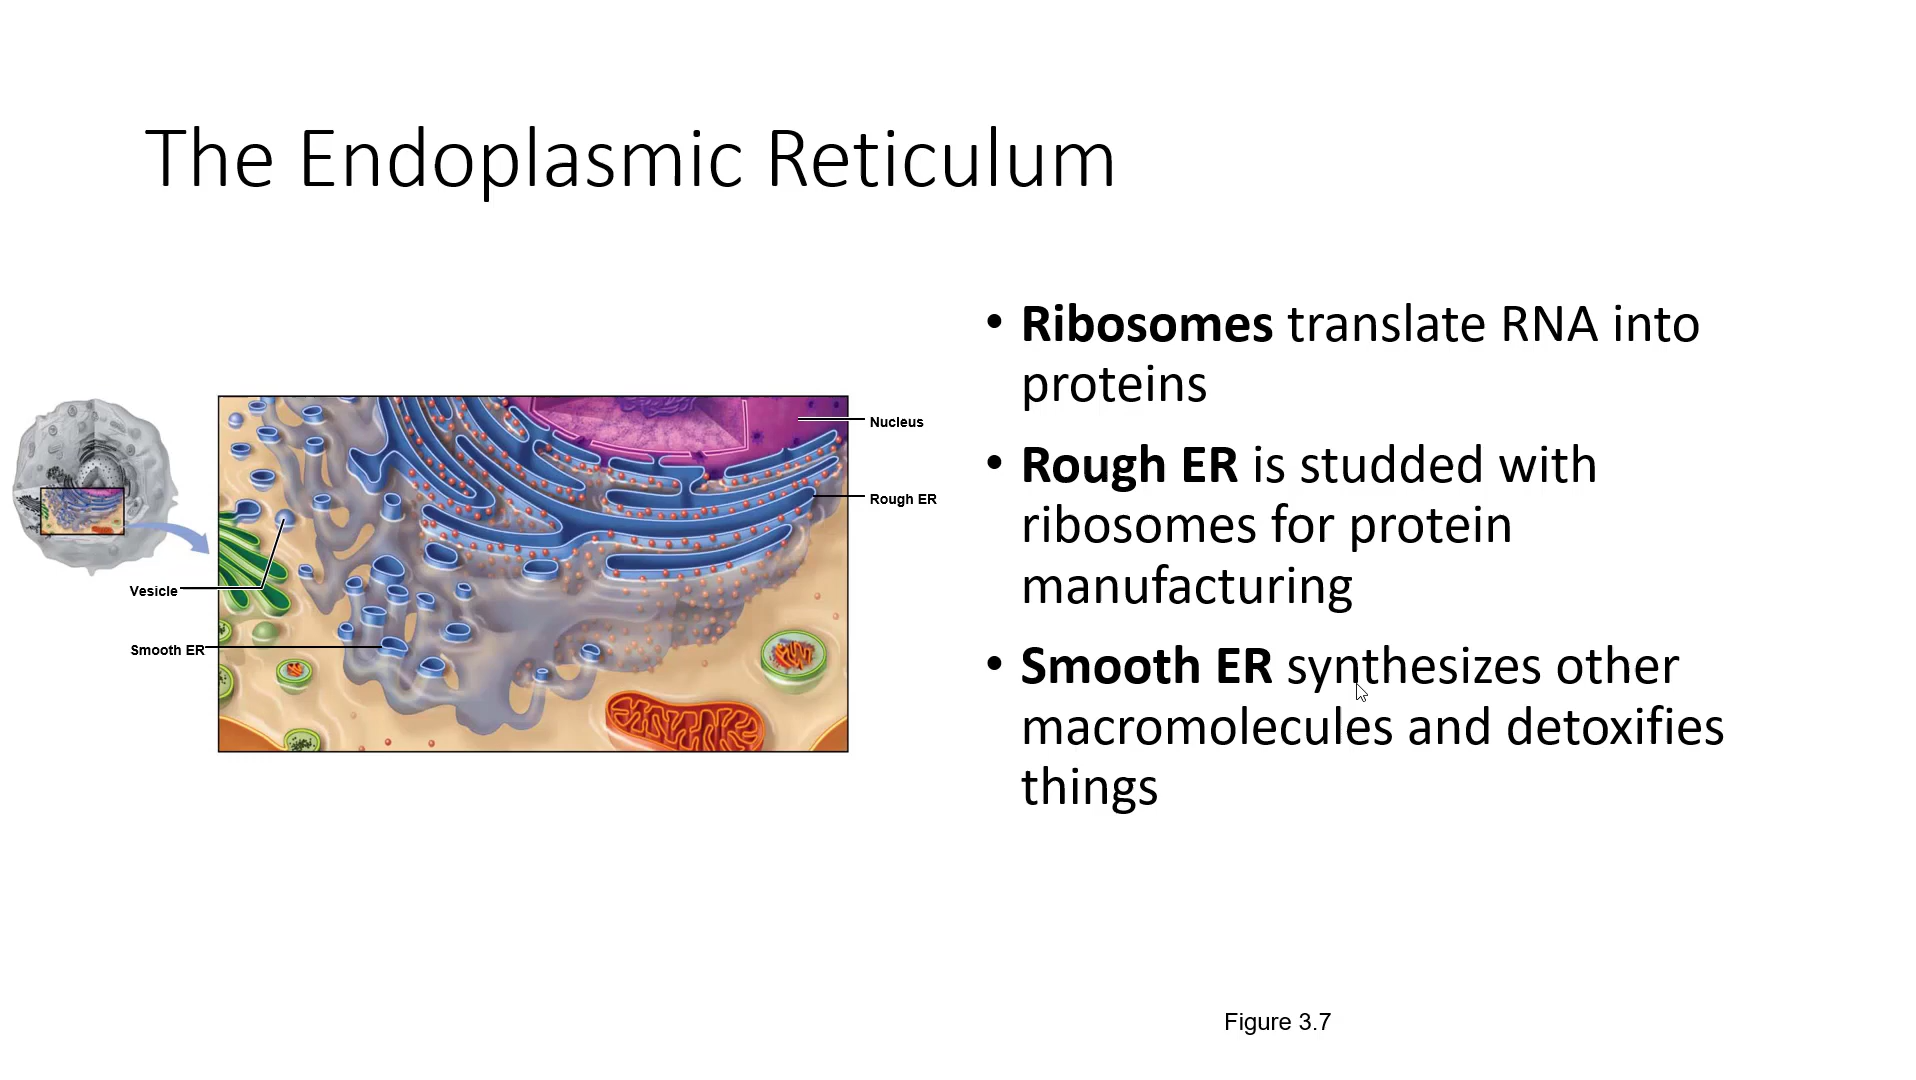 The Endoplasmic Reticulum
• Ribosomes translate RNA into
proteins
• Rough ER is studded with
ribosomes for protein
manufacturing
• Smooth ER synthesizes other
macromolecules and detoxifies
things
Nucleus
Rough ER
Vesicle
Smooth ER
Figure 3.7